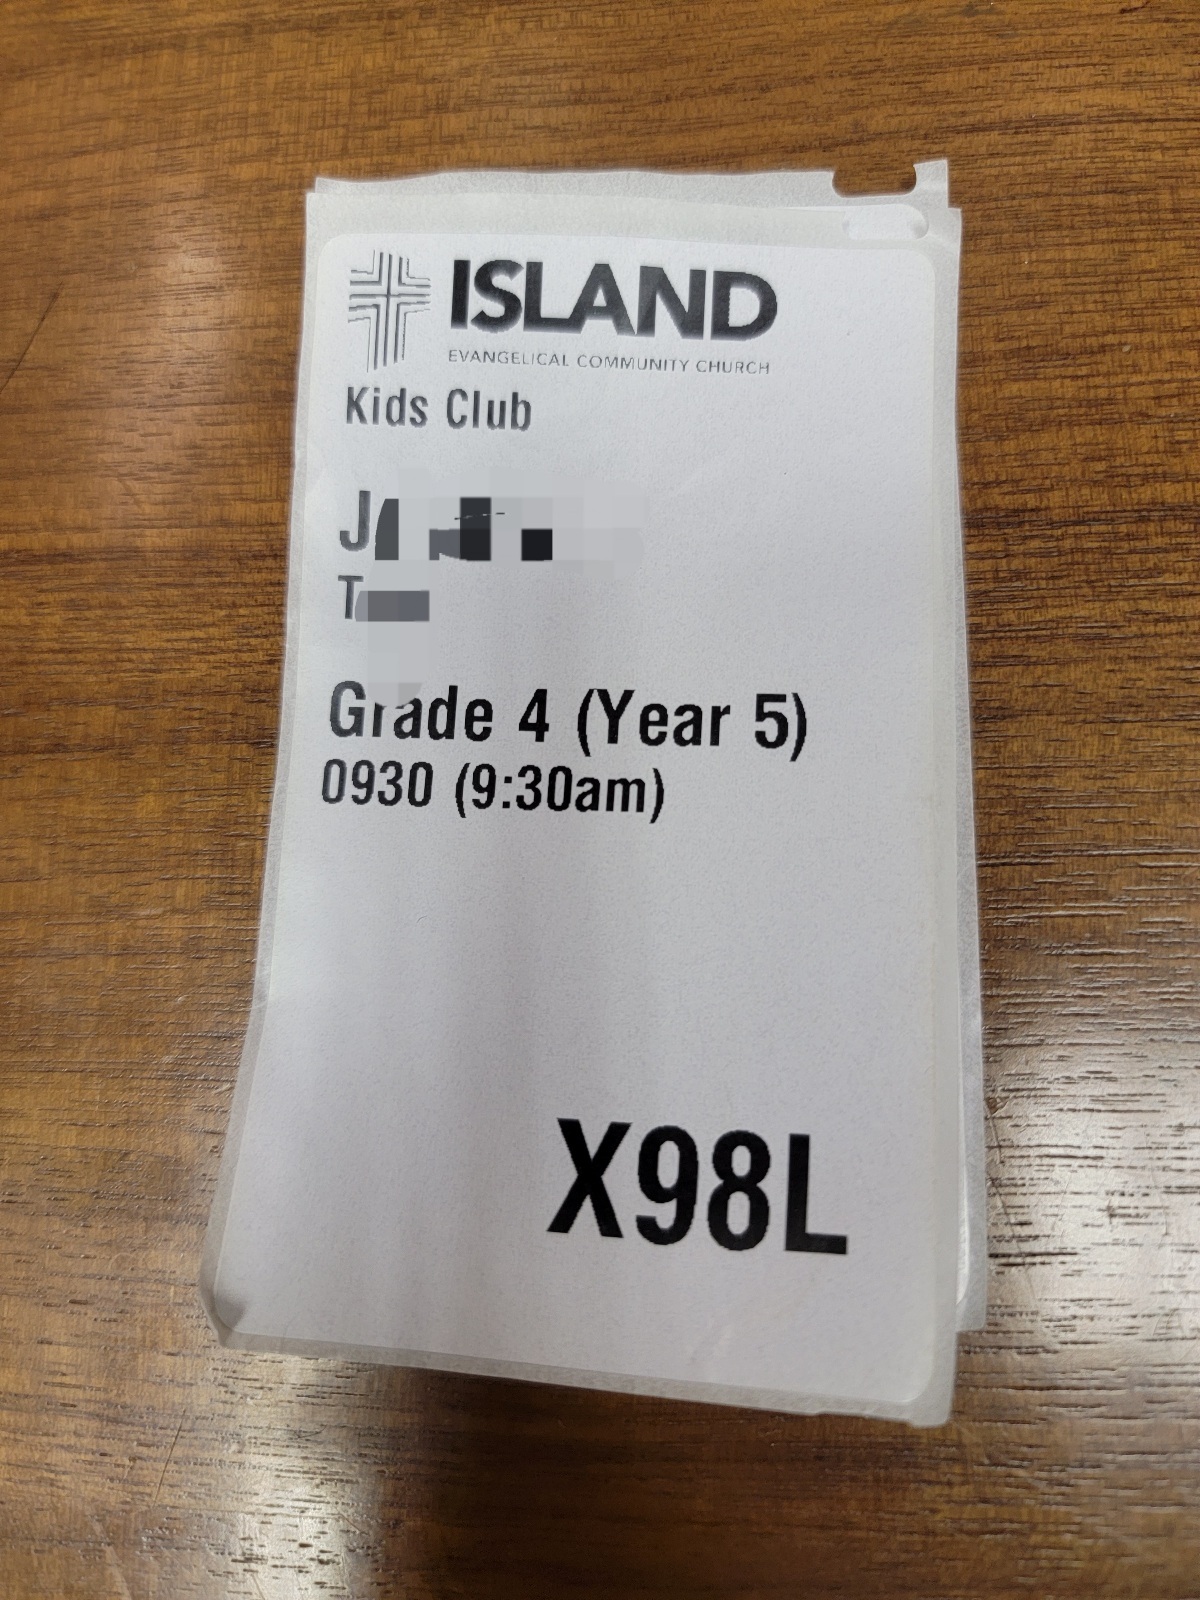 ISLAND
EVANGELICAL COMMUNITY CHURCH
Kids Club
Grade 4 (Year 5)
0930 (9:30am)
X98L